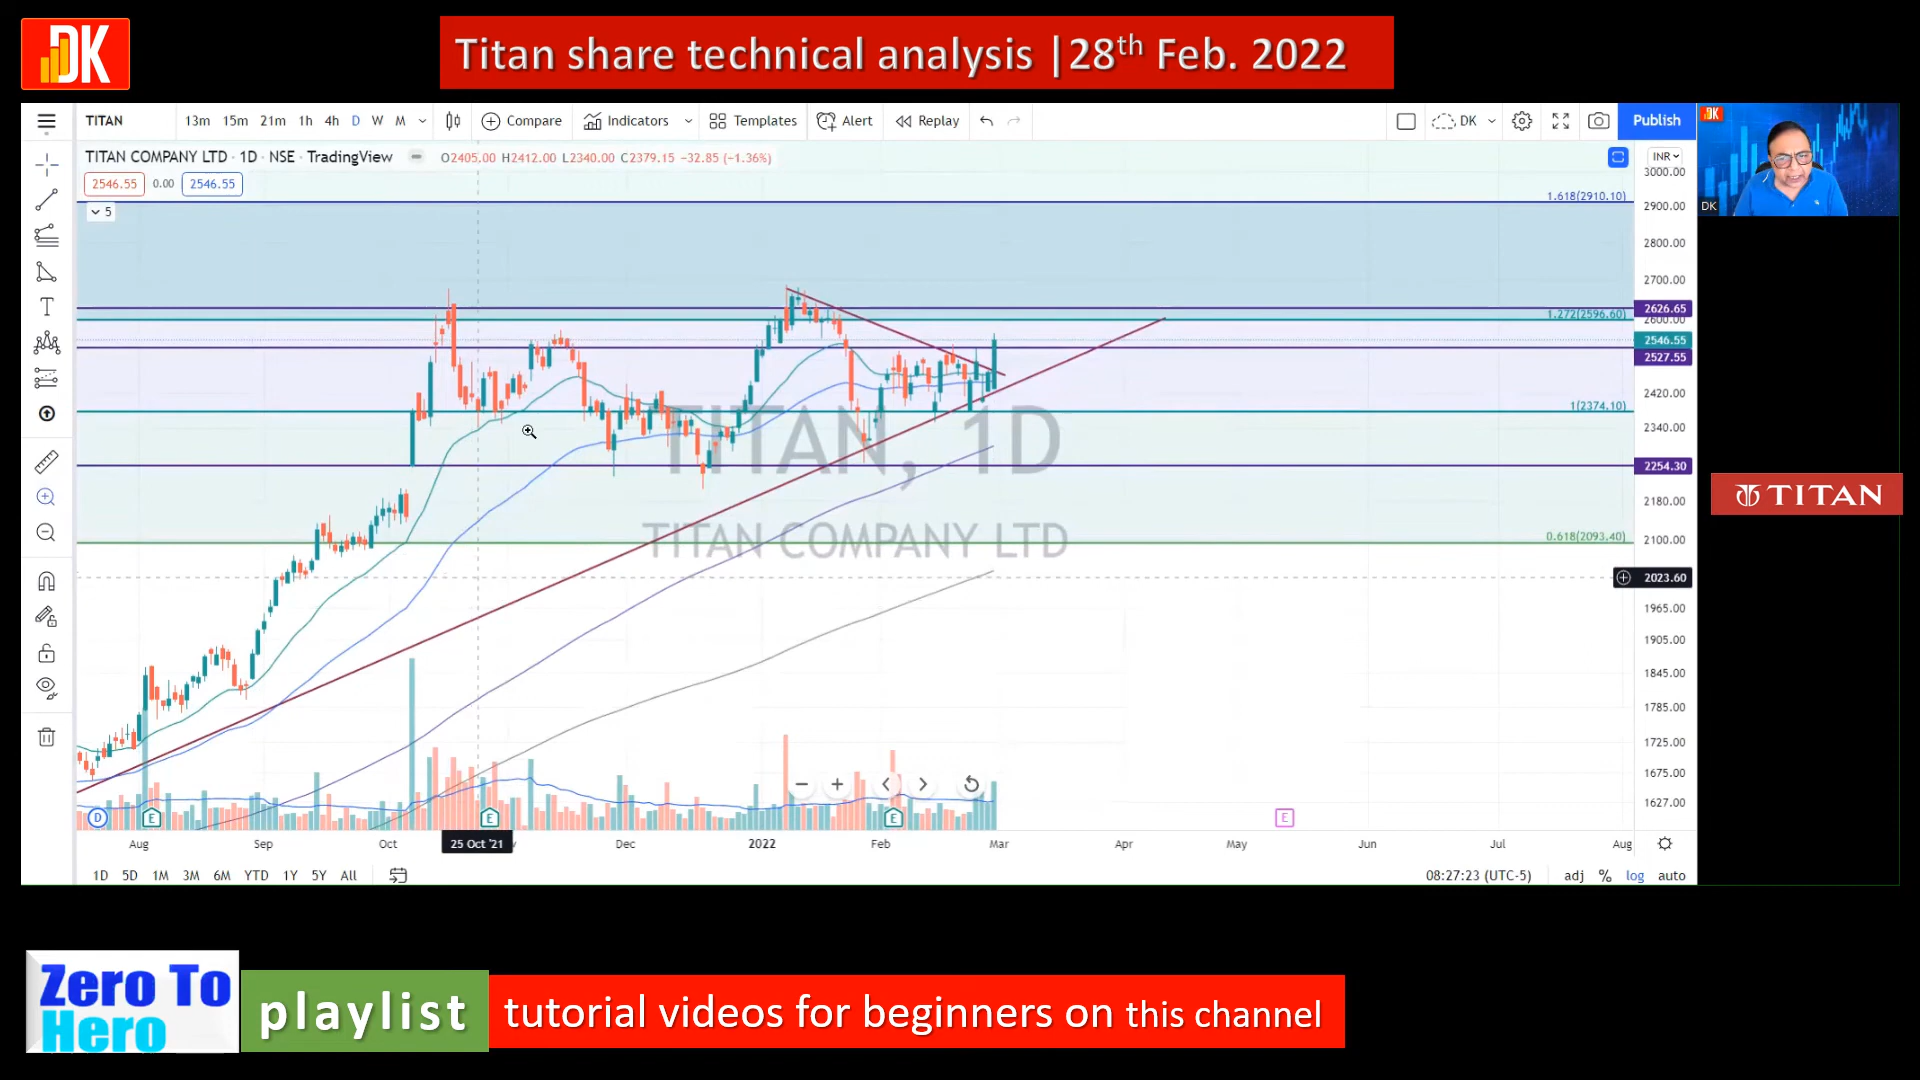 DK
Titan share technical analysis |28th Feb. 2022
TITAN 13m 15m 21m 1h 4h D W M Compare Indicators Templates Alert Replay DK Publish
TITAN COMPANY LTD · 1D · NSE · TradingView O2405.00 H2412.00 L2340.00 C2379.15 −32.85 (−1.36%)
INR
2546.55 0.00 2546.55
5
3000.00
1.618(2910.10)
2900.00
2800.00
2700.00
2626.65
1.272(2596.60)
2600.00
2546.55
2527.55
2420.00
1(2374.10)
2340.00
2254.30
2180.00
0.618(2093.40)
2100.00
2023.60
1965.00
1905.00
1845.00
1785.00
1725.00
1675.00
1627.00
TITAN, 1D
TITAN COMPANY LTD
D E E E E
Aug Sep Oct 25 Oct '21 Dec 2022 Feb Mar Apr May Jun Jul Aug
1D 5D 1M 3M 6M YTD 1Y 5Y All 08:27:23 (UTC-5) adj % log auto
DK
DK
TITAN
Zero To
Hero
playlist
tutorial videos for beginners on this channel